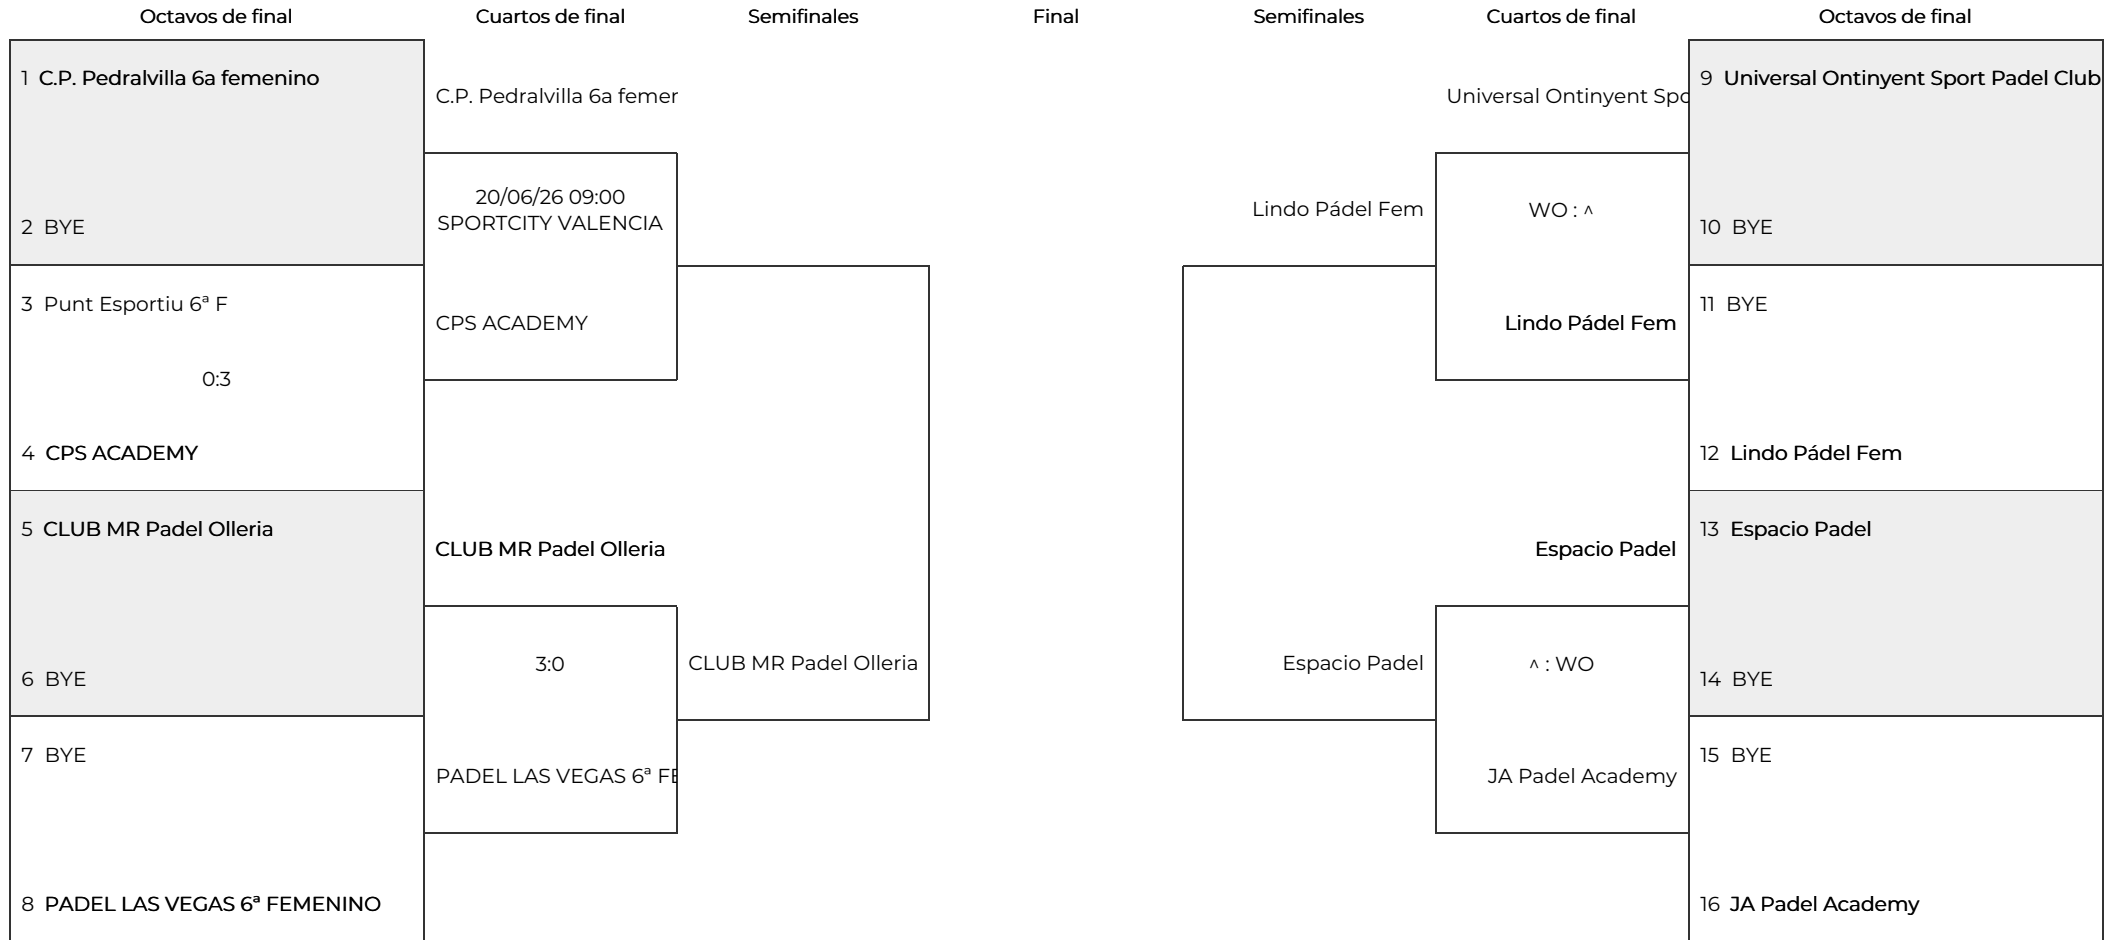 Octavos de final
Cuartos de final
Semifinales
Final
Semifinales
Cuartos de final
Octavos de final
1 C.P. Pedralvilla 6a femenino
2 BYE
3 Punt Esportiu 6ª F
0:3
4 CPS ACADEMY
5 CLUB MR Padel Olleria
6 BYE
7 BYE
8 PADEL LAS VEGAS 6ª FEMENINO
C.P. Pedralvilla 6a femer
20/06/26 09:00
SPORTCITY VALENCIA
CPS ACADEMY
CLUB MR Padel Olleria
3:0
PADEL LAS VEGAS 6ª FE
CLUB MR Padel Olleria
Lindo Pádel Fem
Espacio Padel
Universal Ontinyent Spo
WO : ^
Lindo Pádel Fem
Espacio Padel
^ : WO
JA Padel Academy
9 Universal Ontinyent Sport Padel Club
10 BYE
11 BYE
12 Lindo Pádel Fem
13 Espacio Padel
14 BYE
15 BYE
16 JA Padel Academy